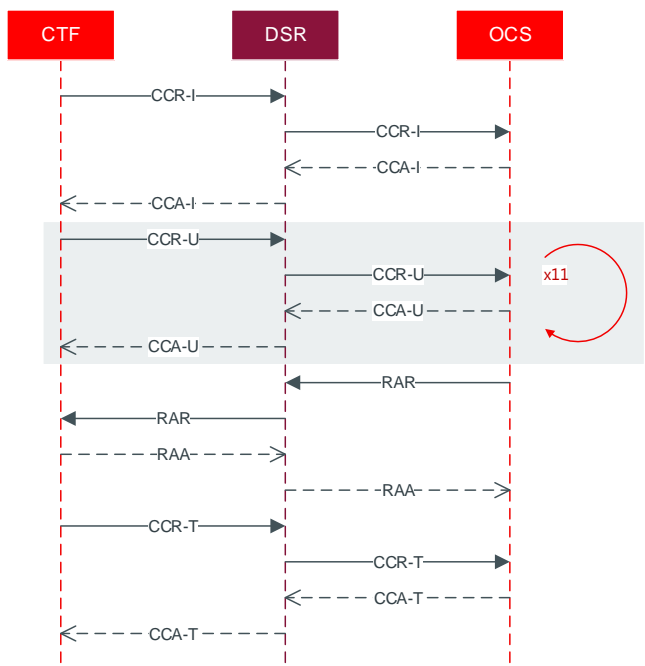 CTF
DSR
OCS
CCR-I
CCR-I
CCA-I
CCA-I
CCR-U
CCR-U
x11
CCA-U
CCA-U
RAR
RAR
RAA
RAA
CCR-T
CCR-T
CCA-T
CCA-T